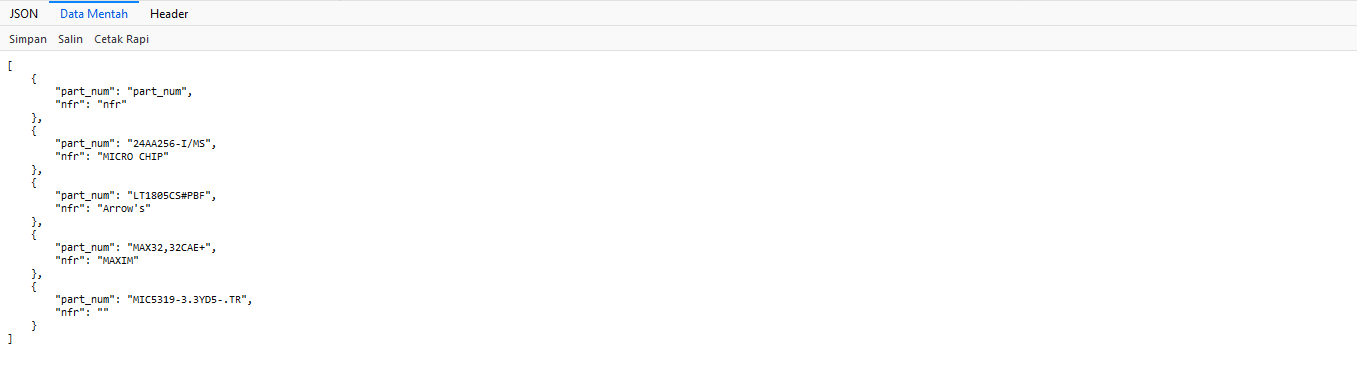 JSON Data Mentah Header
Simpan Salin Cetak Rapi
[
    {
        "part_num": "part_num",
        "nfr": "nfr"
    },
    {
        "part_num": "24AA256-I/MS",
        "nfr": "MICRO CHIP"
    },
    {
        "part_num": "LT1805CS#PBF",
        "nfr": "Arrow's"
    },
    {
        "part_num": "MAX32,32CAE+",
        "nfr": "MAXIM"
    },
    {
        "part_num": "MIC5319-3.3YD5-.TR",
        "nfr": ""
    }
]